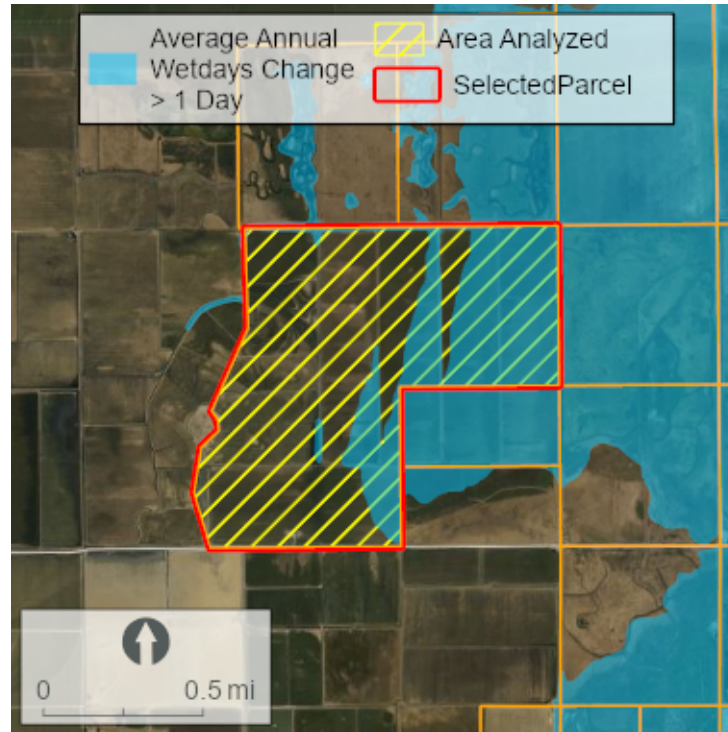 Average Annual
Wetdays Change
> 1 Day
Area Analyzed
SelectedParcel
0 0.5 mi